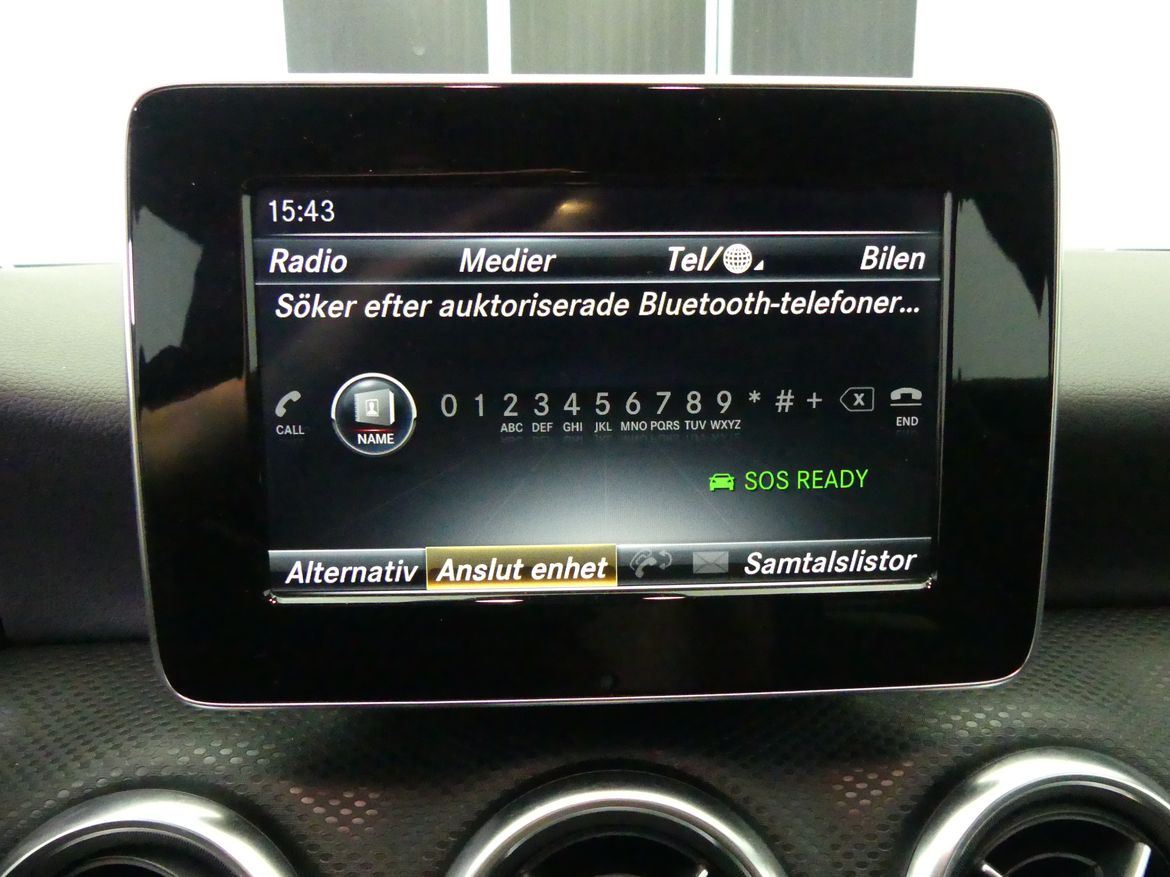 15:43
Radio Medier Tel/ Bilen
Söker efter auktoriserade Bluetooth-telefoner...
0 1 2 3 4 5 6 7 8 9 * # + X
CALL NAME ABC DEF GHI JKL MNO PQRS TUV WXYZ END
SOS READY
Alternativ Anslut enhet Samtalslistor